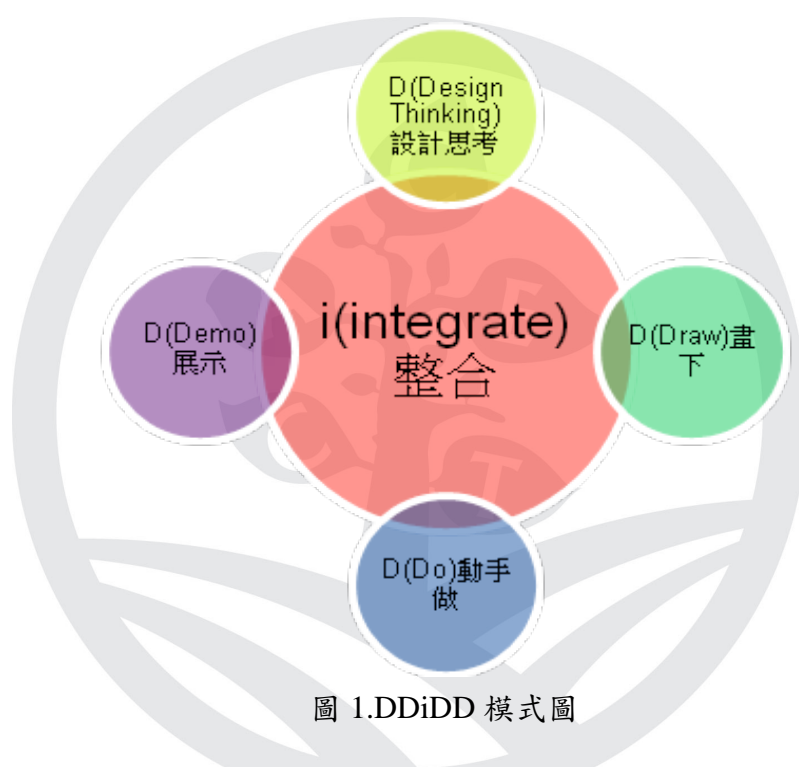 D(Design
Thinking)
設計思考
i(integrate)
整合
D(Demo)
展示
D(Draw)畫
下
D(Do)動手
做
圖 1.DDiDD 模式圖